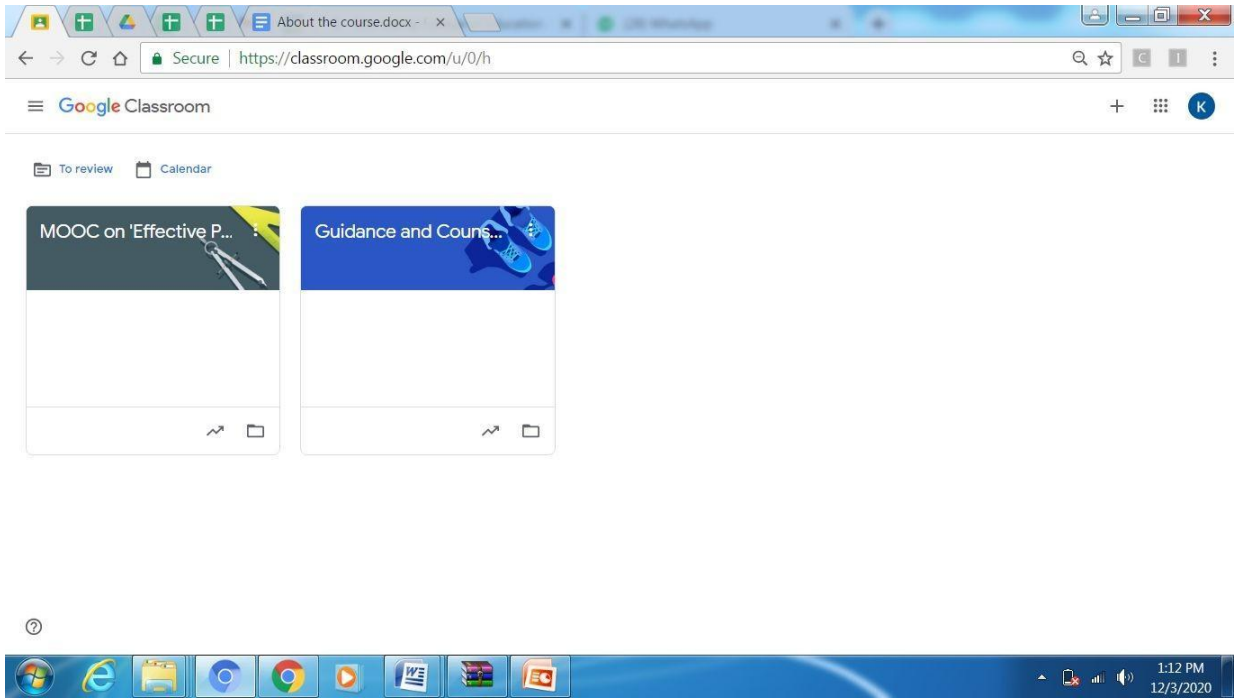 About the course.docx -
Secure | https://classroom.google.com/u/0/h
C I
Google Classroom
K
To review Calendar
MOOC on 'Effective P... Guidance and Couns...
1:12 PM
12/3/2020